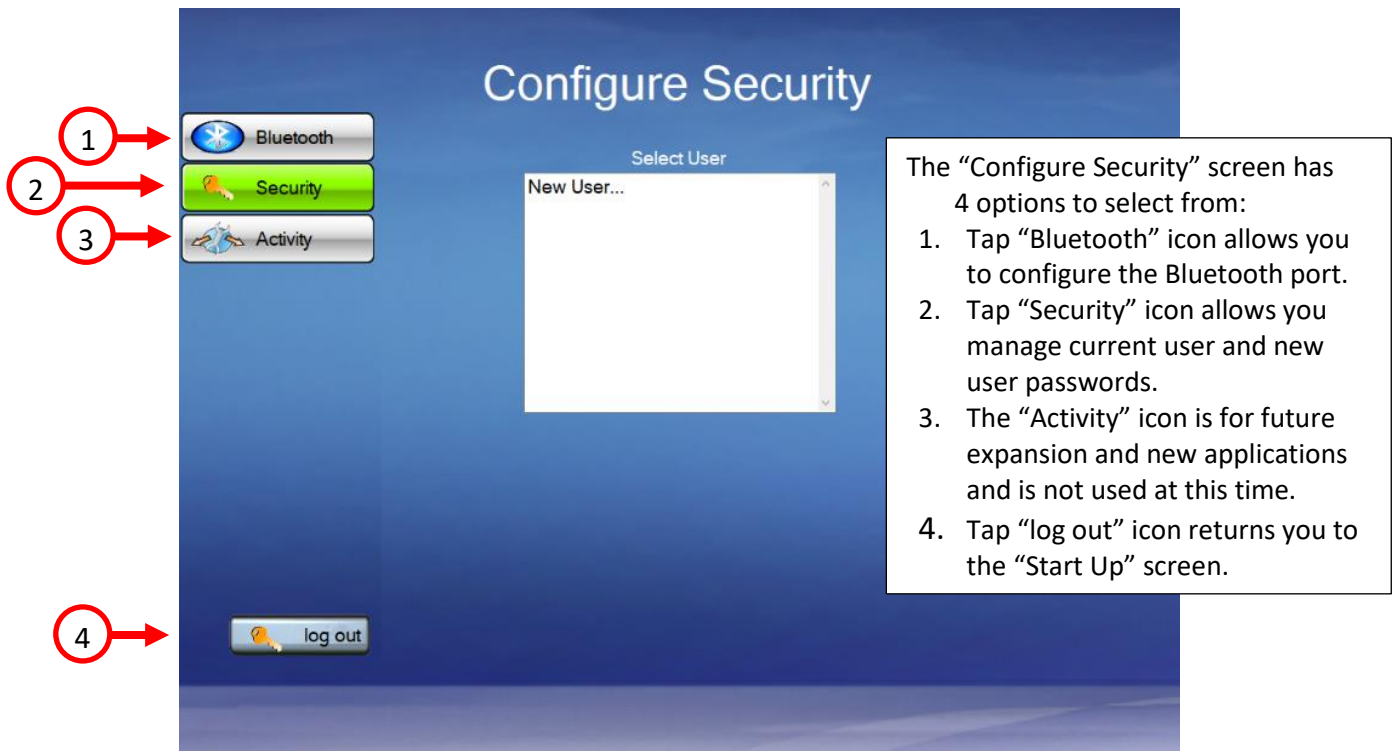 Configure Security
1
Bluetooth
2
Security
3
Activity
Select User
New User...
The “Configure Security” screen has
4 options to select from:
1. Tap “Bluetooth” icon allows you
to configure the Bluetooth port.
2. Tap “Security” icon allows you
manage current user and new
user passwords.
3. The “Activity” icon is for future
expansion and new applications
and is not used at this time.
4. Tap “log out” icon returns you to
the “Start Up” screen.
4
log out